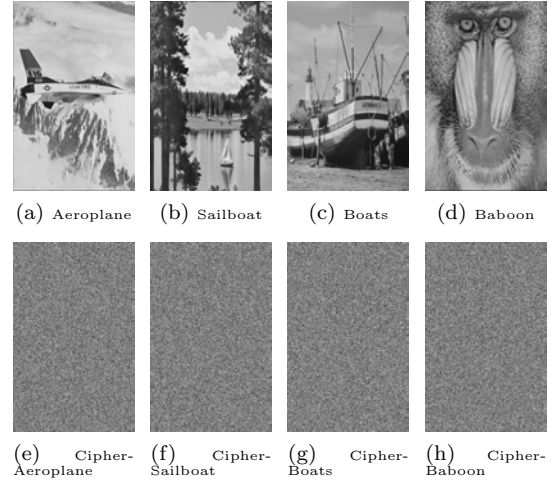 (a) Aeroplane (b) Sailboat (c) Boats (d) Baboon
(e) Cipher-Aeroplane
(f) Cipher-Sailboat
(g) Cipher-Boats
(h) Cipher-Baboon